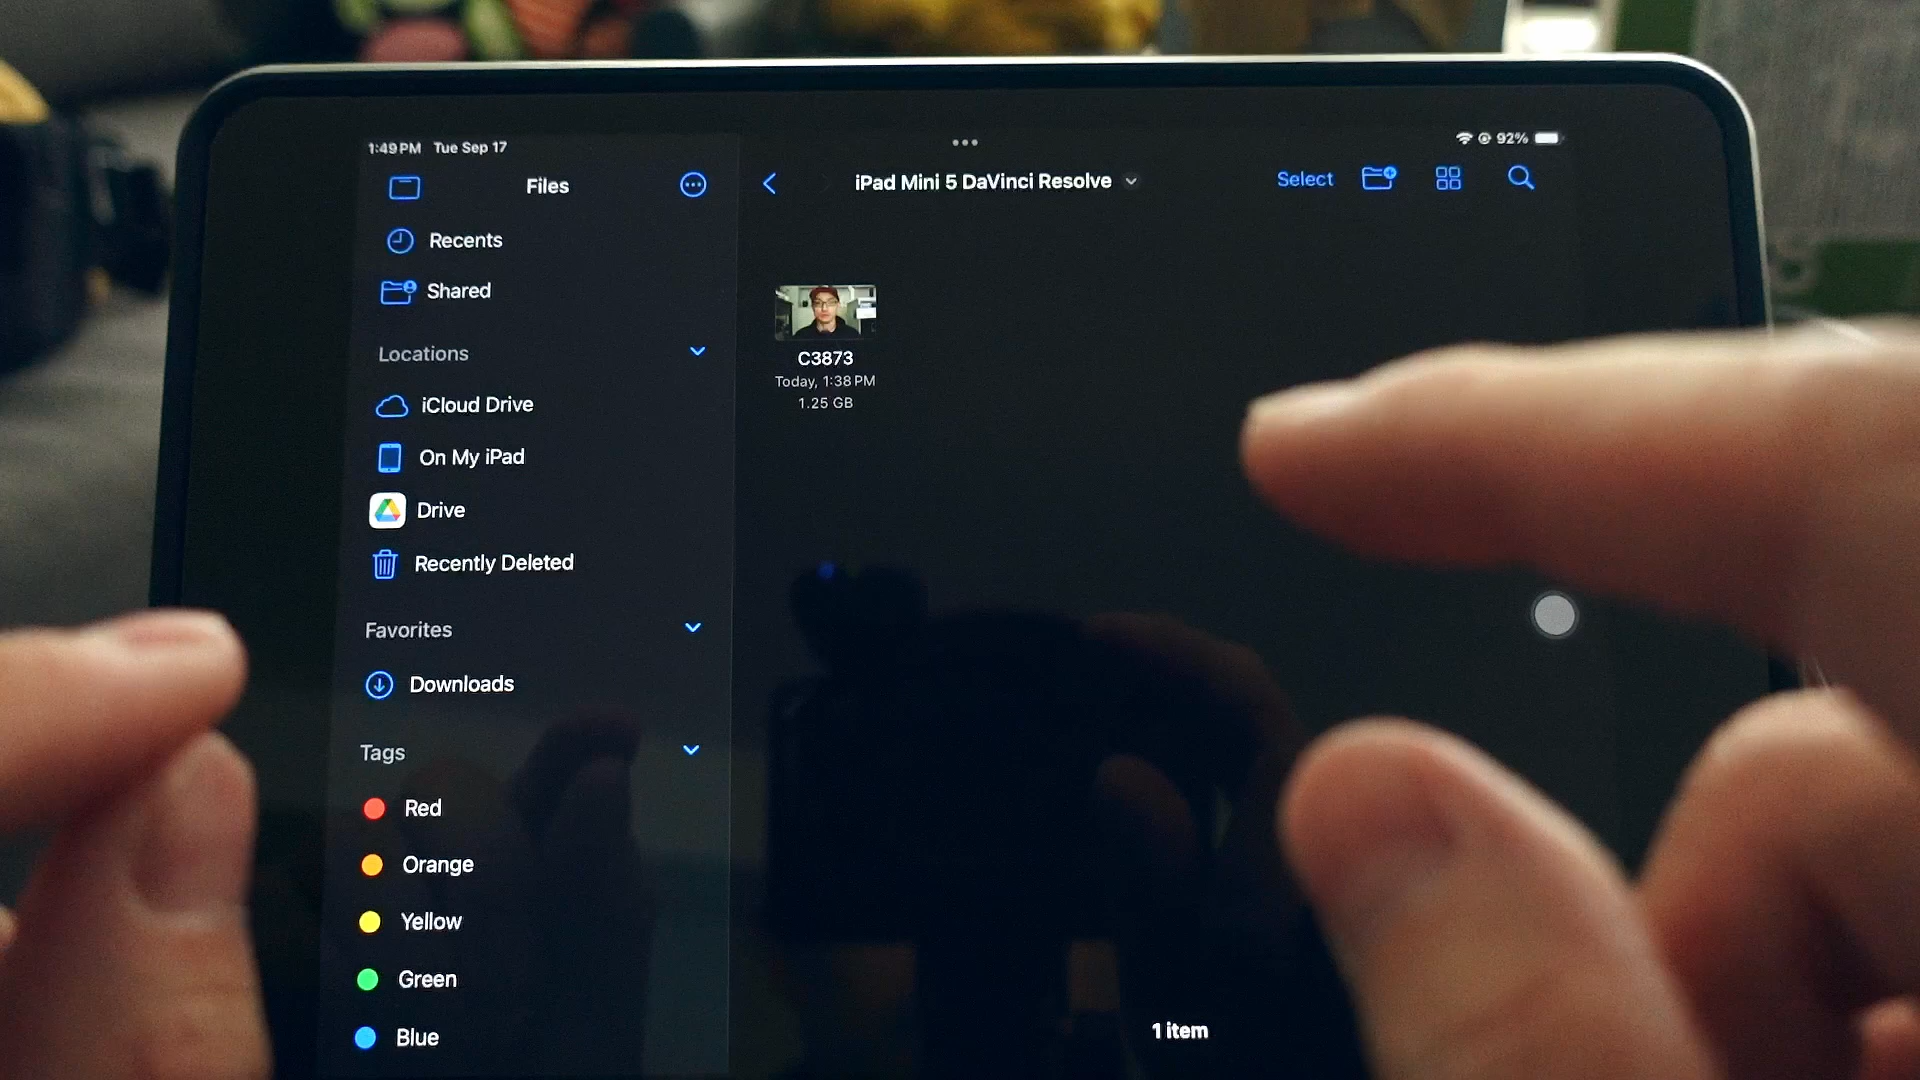 1:49 PM Tue Sep 17
92%
Files
iPad Mini 5 DaVinci Resolve
Select
Recents
Shared
Locations
iCloud Drive
On My iPad
Drive
Recently Deleted
Favorites
Downloads
Tags
Red
Orange
Yellow
Green
Blue
C3873
Today, 1:38 PM
1.25 GB
1 item